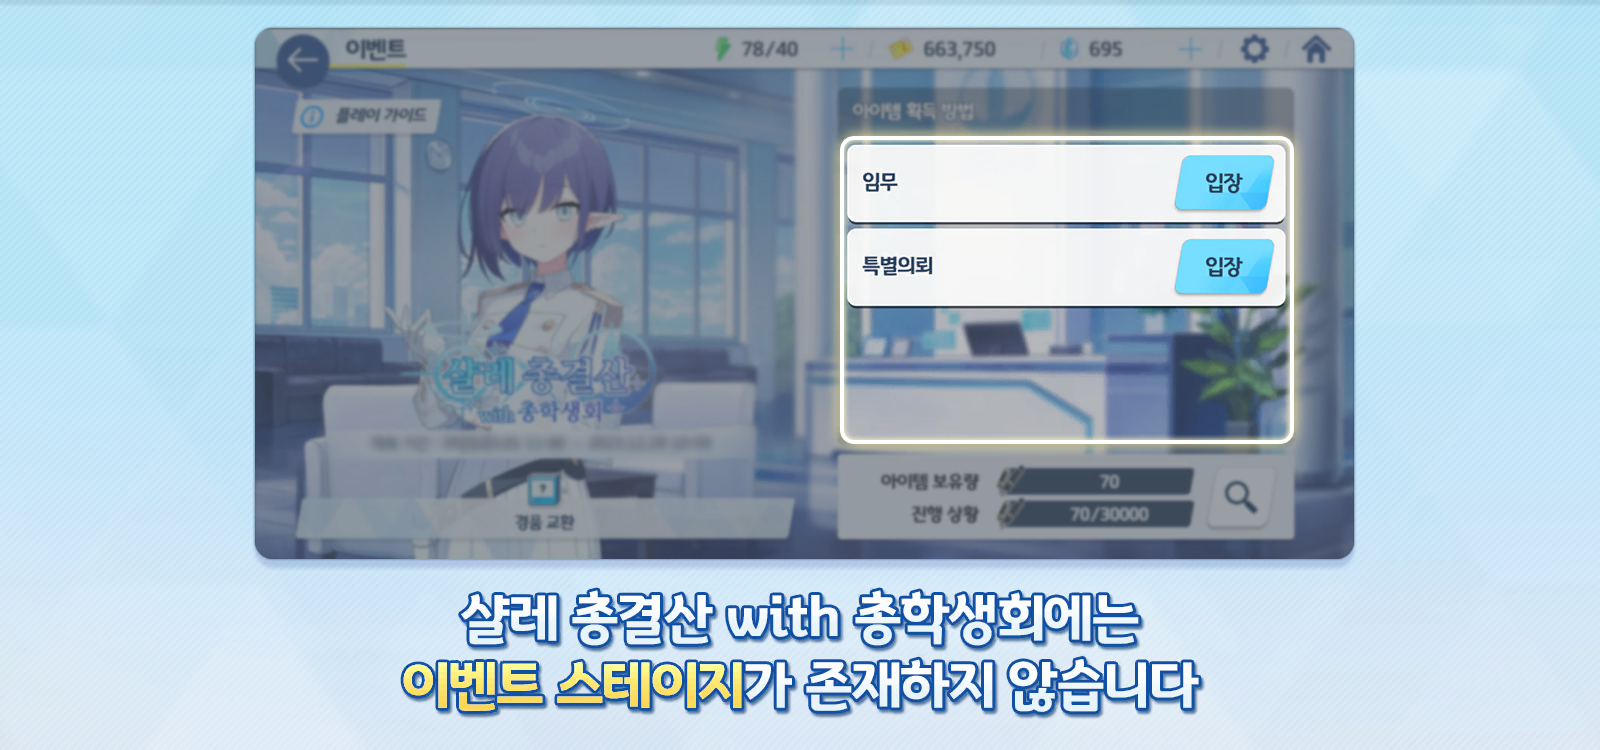 이벤트
78/40
663,750
695
플레이 가이드
아이템 획득 방법
임무
입장
특별의뢰
입장
샬레 총결산
with 총학생회
?
경품 교환
아이템 보유량
70
진행 상황
70/30000
샬레 총결산 with 총학생회에는
이벤트 스테이지가 존재하지 않습니다